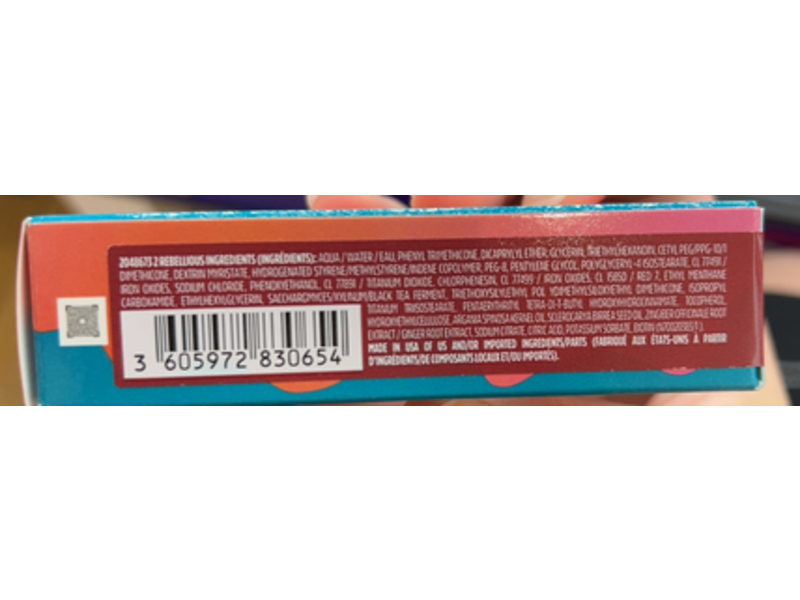 2048673 2 REBELLIOUS INGREDIENTS (INGRÉDIENTS): AQUA / WATER / EAU, PHENYL TRIMETHICONE, DICAPRYLYL ETHER, GLYCERIN, TRIETHYLHEXANOIN, CETYL PEG/PPG-10/1
DIMETHICONE, DEXTRIN MYRISTATE, HYDROGENATED STYRENE/METHYLSTYRENE/INDENE COPOLYMER, PEG-8, PENTYLENE GLYCOL, POLYGLYCERYL-4 ISOSTEARATE, CI 77491 /
IRON OXIDES, SODIUM CHLORIDE, PHENOXYETHANOL, CI 77891 / TITANIUM DIOXIDE, CHLORPHENESIN, CI 77499 / IRON OXIDES, CI 15850 / RED 7, ETHYL MENTHANE
CARBOXAMIDE, ETHYLHEXYLGLYCERIN, SACCHAROMYCES/XYLINUM/BLACK TEA FERMENT, TRIETHOXYSILYLETHYL POLYDIMETHYLSILOXYETHYL DIMETHICONE, ISOPROPYL
TITANIUM TRIISOSTEARATE, PENTAERYTHRITYL TETRA-DI-T-BUTYL HYDROXYHYDROCINNAMATE, TOCOPHEROL,
HYDROXYETHYLCELLULOSE, ARGANIA SPINOSA KERNEL OIL, SCLEROCARYA BIRREA SEED OIL, ZINGIBER OFFICINALE ROOT
EXTRACT / GINGER ROOT EXTRACT, SODIUM CITRATE, CITRIC ACID, POTASSIUM SORBATE, BIOTIN
MADE IN USA OF US AND/OR IMPORTED INGREDIENTS/PARTS (FABRIQUÉ AUX ÉTATS-UNIS À PARTIR
D'INGRÉDIENTS/DE COMPOSANTS LOCAUX ET/OU IMPORTÉS).
3 605972 830654